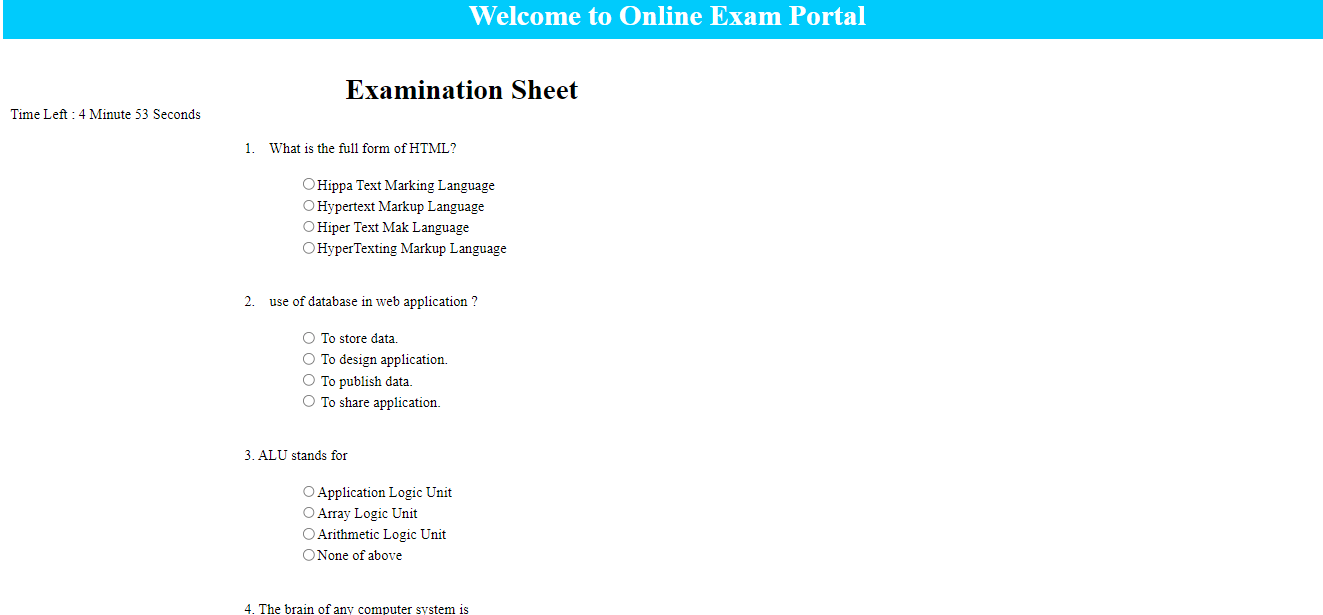 Welcome to Online Exam Portal
Examination Sheet
Time Left : 4 Minute 53 Seconds
1. What is the full form of HTML?
Hippa Text Marking Language
Hypertext Markup Language
Hiper Text Mak Language
HyperTexting Markup Language
2. use of database in web application ?
To store data.
To design application.
To publish data.
To share application.
3. ALU stands for
Application Logic Unit
Array Logic Unit
Arithmetic Logic Unit
None of above
4. The brain of any computer system is